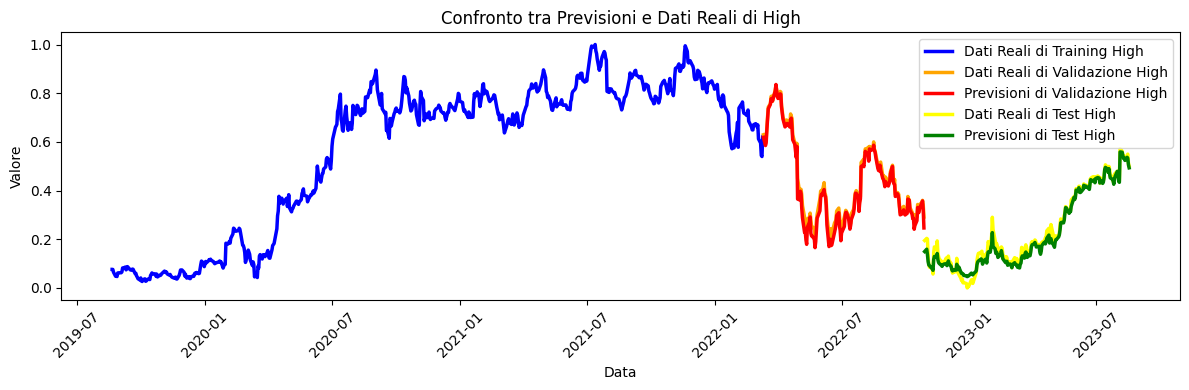 Confronto tra Previsioni e Dati Reali di High
Dati Reali di Training High
Dati Reali di Validazione High
Previsioni di Validazione High
Dati Reali di Test High
Previsioni di Test High
Valore
1.0
0.8
0.6
0.4
0.2
0.0
2019-07
2020-01
2020-07
2021-01
2021-07
2022-01
2022-07
2023-01
2023-07
Data